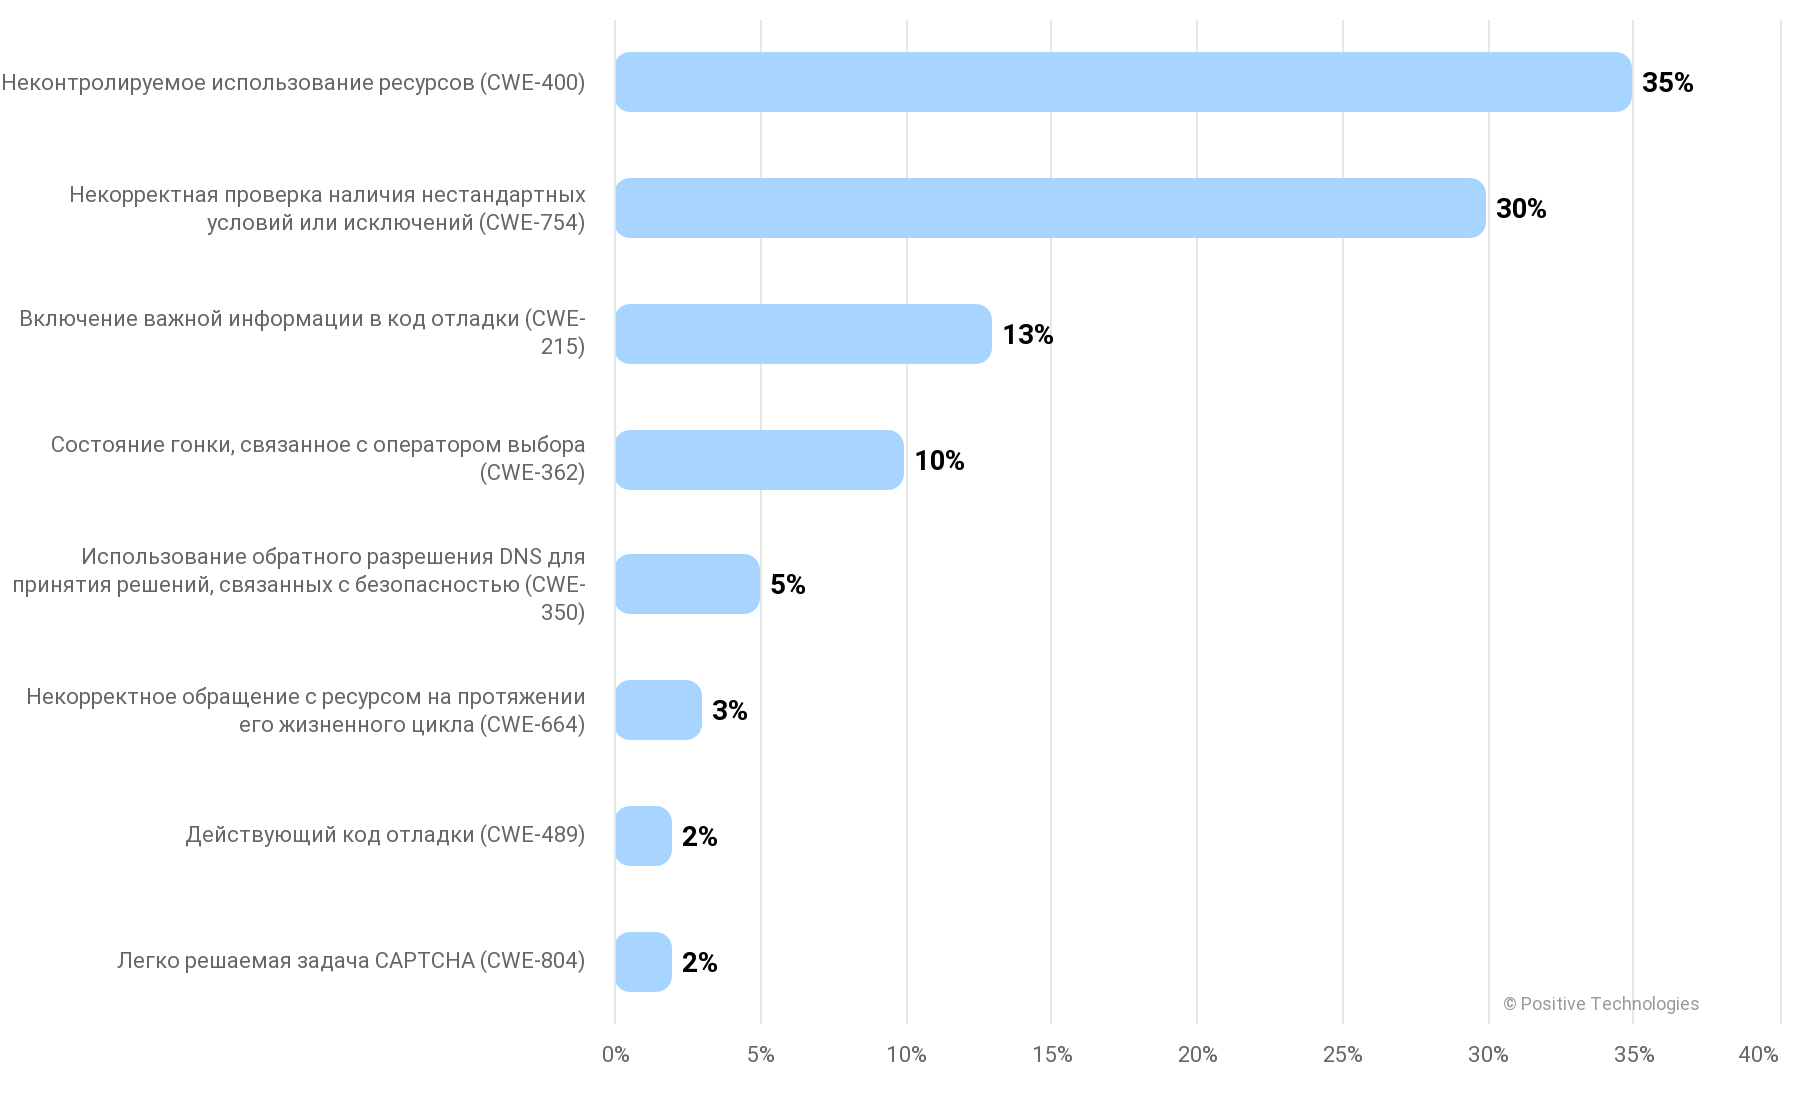 Неконтролируемое использование ресурсов (CWE-400)
35%
Некорректная проверка наличия нестандартных
условий или исключений (CWE-754)
30%
Включение важной информации в код отладки (CWE-
215)
13%
Состояние гонки, связанное с оператором выбора
(CWE-362)
10%
Использование обратного разрешения DNS для
принятия решений, связанных с безопасностью (CWE-
350)
5%
Некорректное обращение с ресурсом на протяжении
его жизненного цикла (CWE-664)
3%
Действующий код отладки (CWE-489)
2%
Легко решаемая задача CAPTCHA (CWE-804)
2%
© Positive Technologies
0% 5% 10% 15% 20% 25% 30% 35% 40%